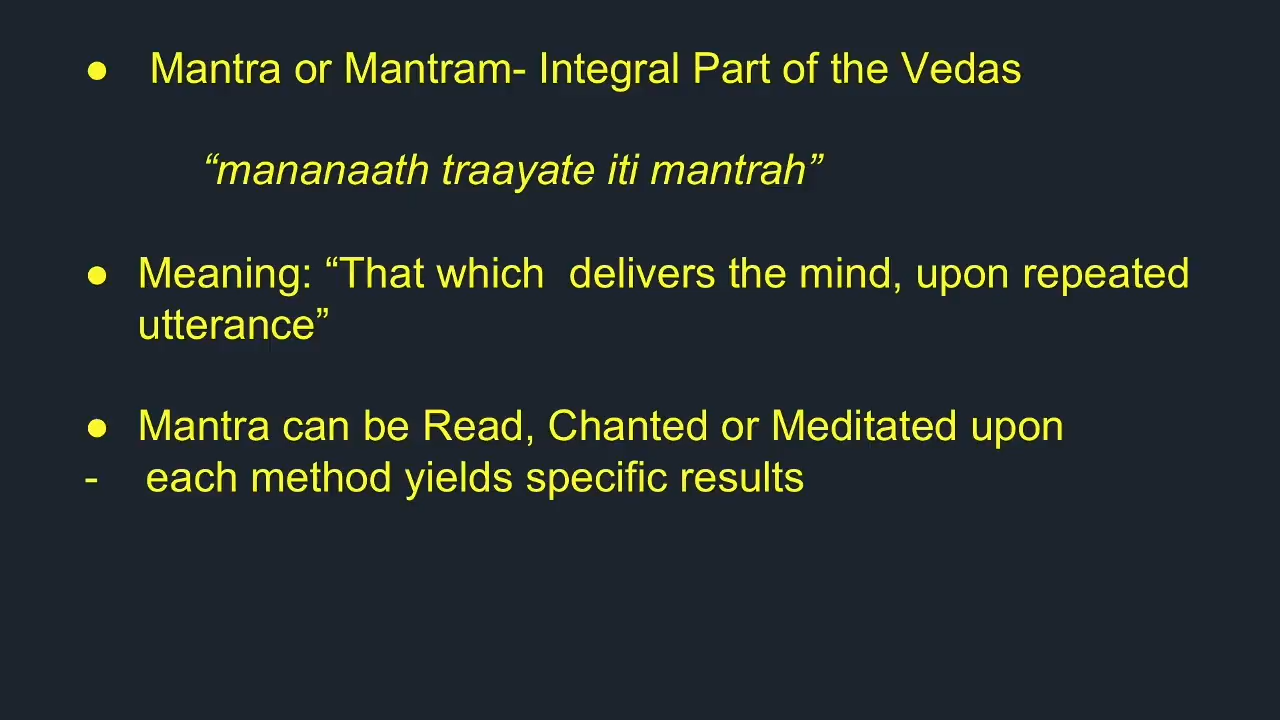 ● Mantra or Mantram- Integral Part of the Vedas
“mananaath traayate iti mantrah”
● Meaning: “That which  delivers the mind, upon repeated
utterance”
● Mantra can be Read, Chanted or Meditated upon
- each method yields specific results